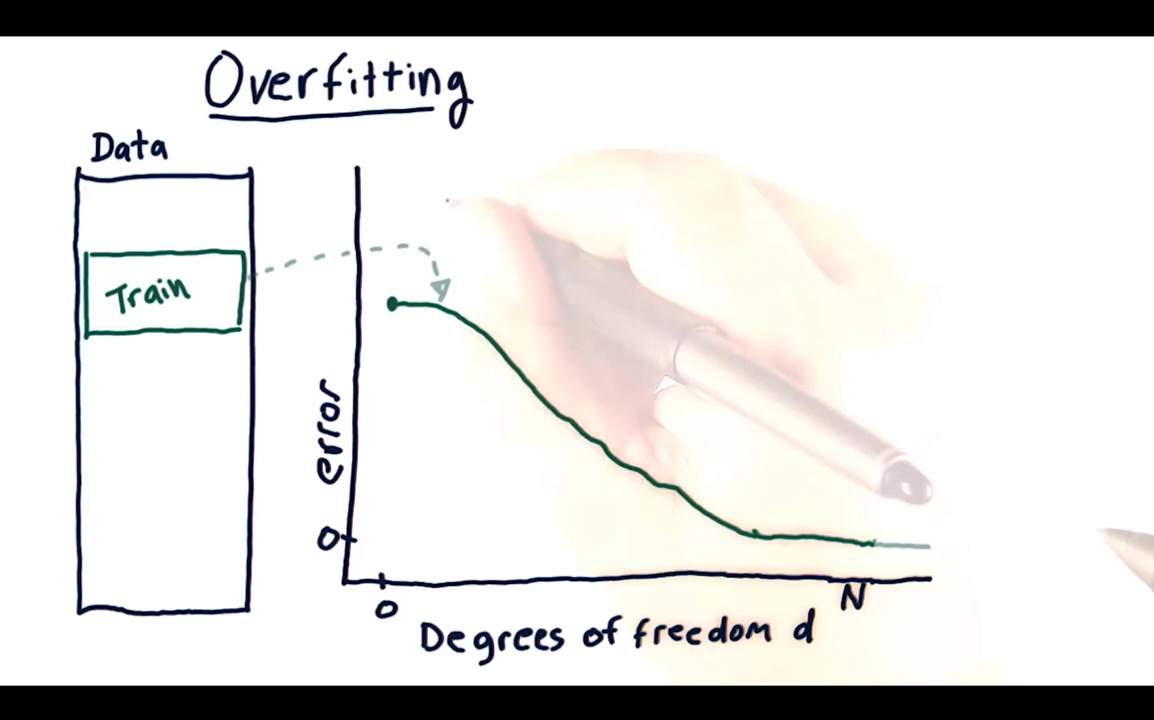 Overfitting
Data
Train
error
0
0
N
Degrees of freedom d